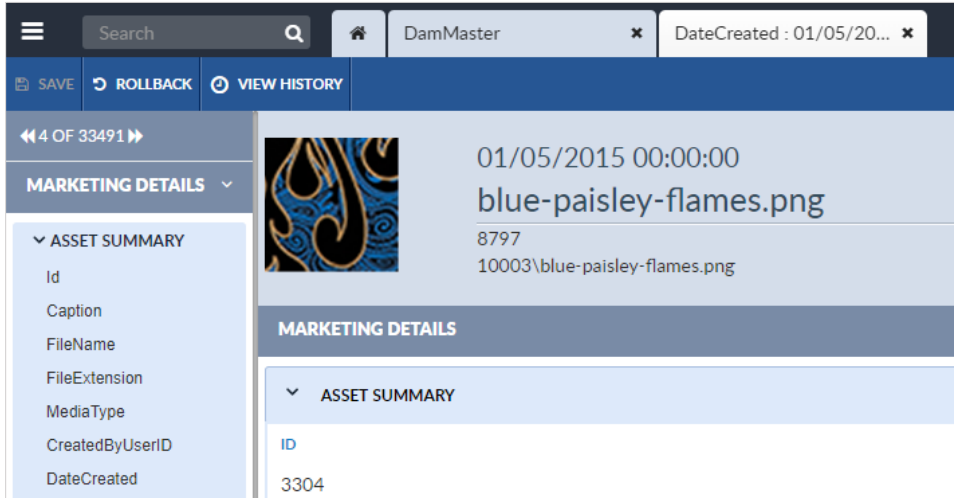 Search
DamMaster
DateCreated : 01/05/20...
SAVE
ROLLBACK
VIEW HISTORY
4 OF 33491
MARKETING DETAILS
ASSET SUMMARY
Id
Caption
FileName
FileExtension
MediaType
CreatedByUserID
DateCreated
01/05/2015 00:00:00
blue-paisley-flames.png
8797
10003\blue-paisley-flames.png
MARKETING DETAILS
ASSET SUMMARY
ID
3304